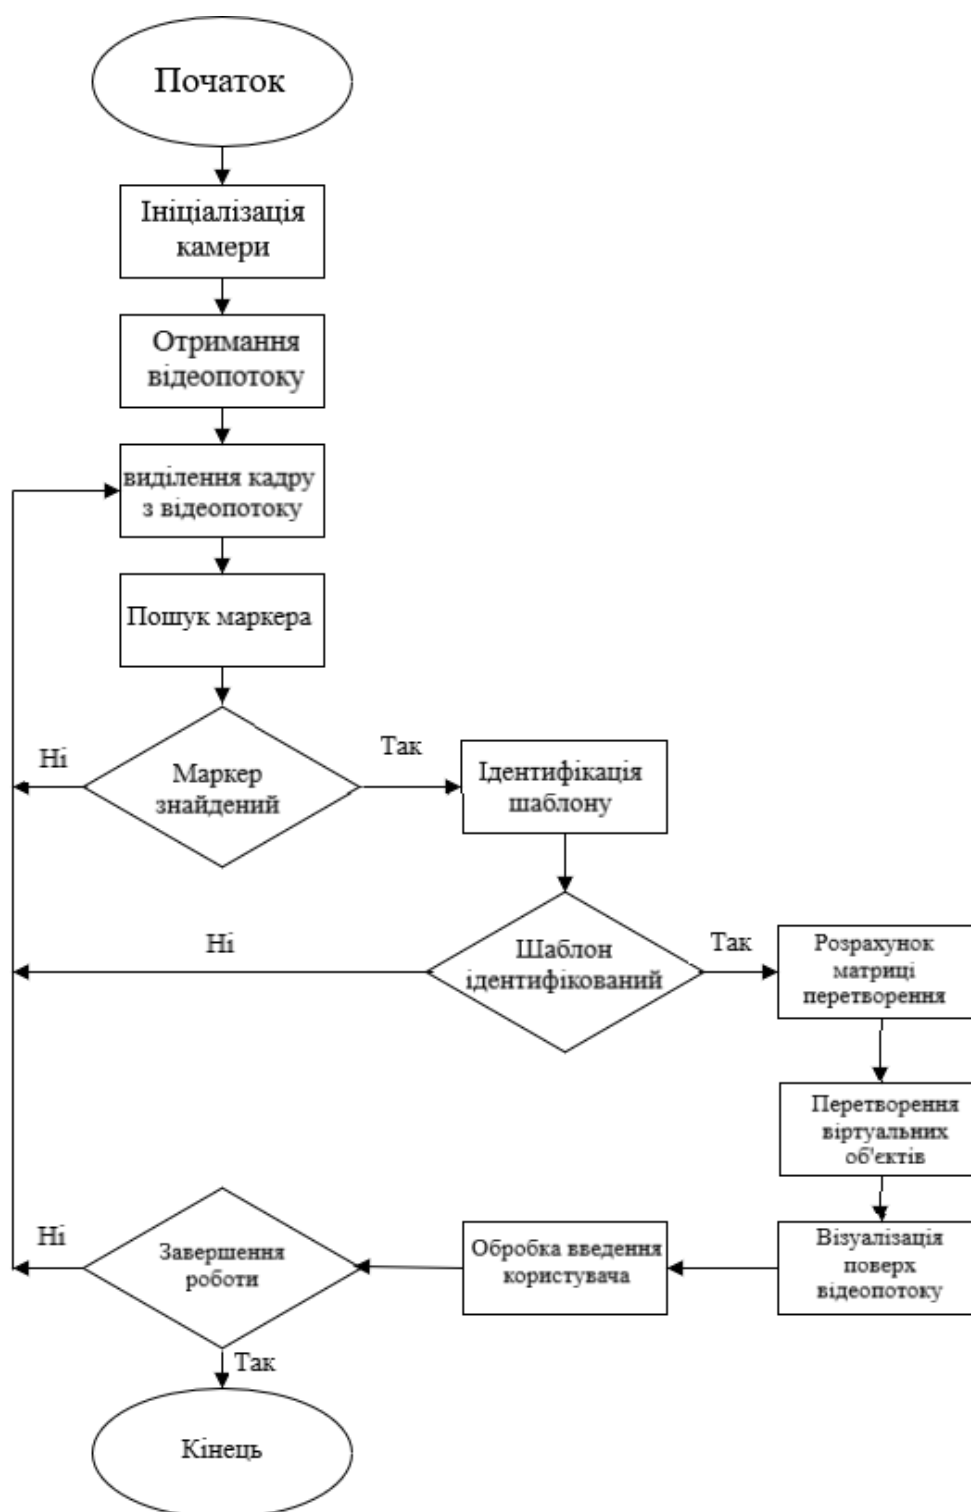 Початок
Ініціалізація
камери
Отримання
відеопотоку
виділення кадру
з відеопотоку
Пошук маркера
Ні
Маркер
знайдений
Так
Ідентифікація
шаблону
Ні
Шаблон
ідентифікований
Так
Розрахунок
матриці
перетворення
Перетворення
віртуальних
об'єктів
Візуалізація
поверх
відеопотоку
Обробка введення
користувача
Завершення
роботи
Ні
Так
Кінець